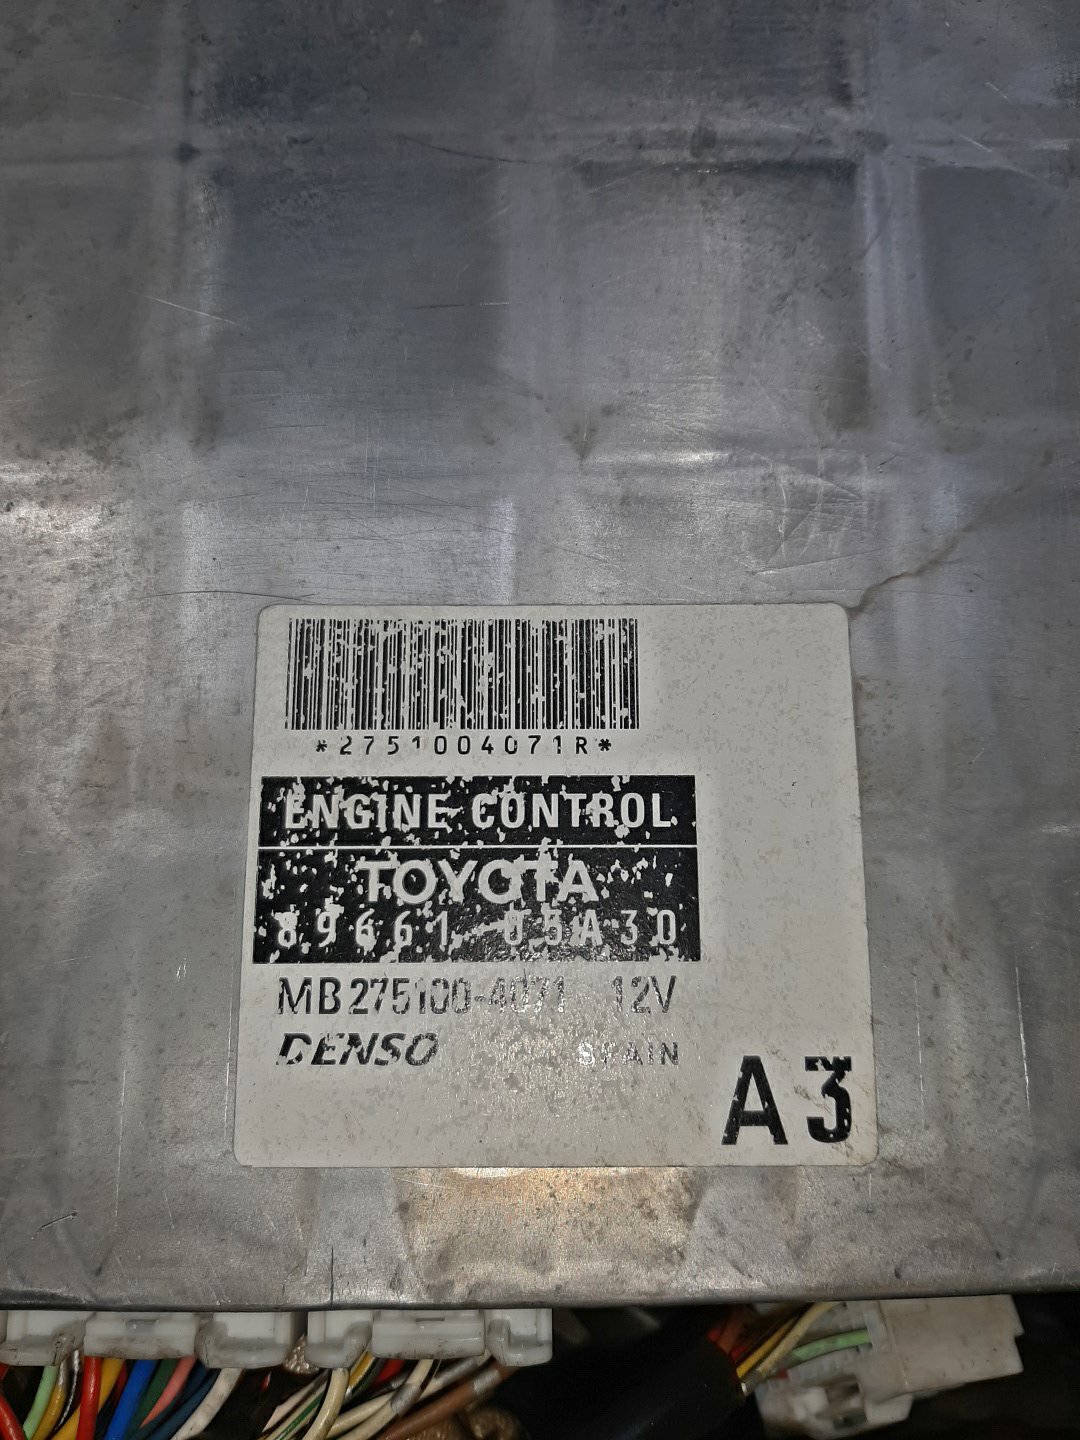 *2751004071R*
ENGINE CONTROL
TOYOTA
89661-05A30
MB275100-4071 12V
DENSO SPAIN
A3